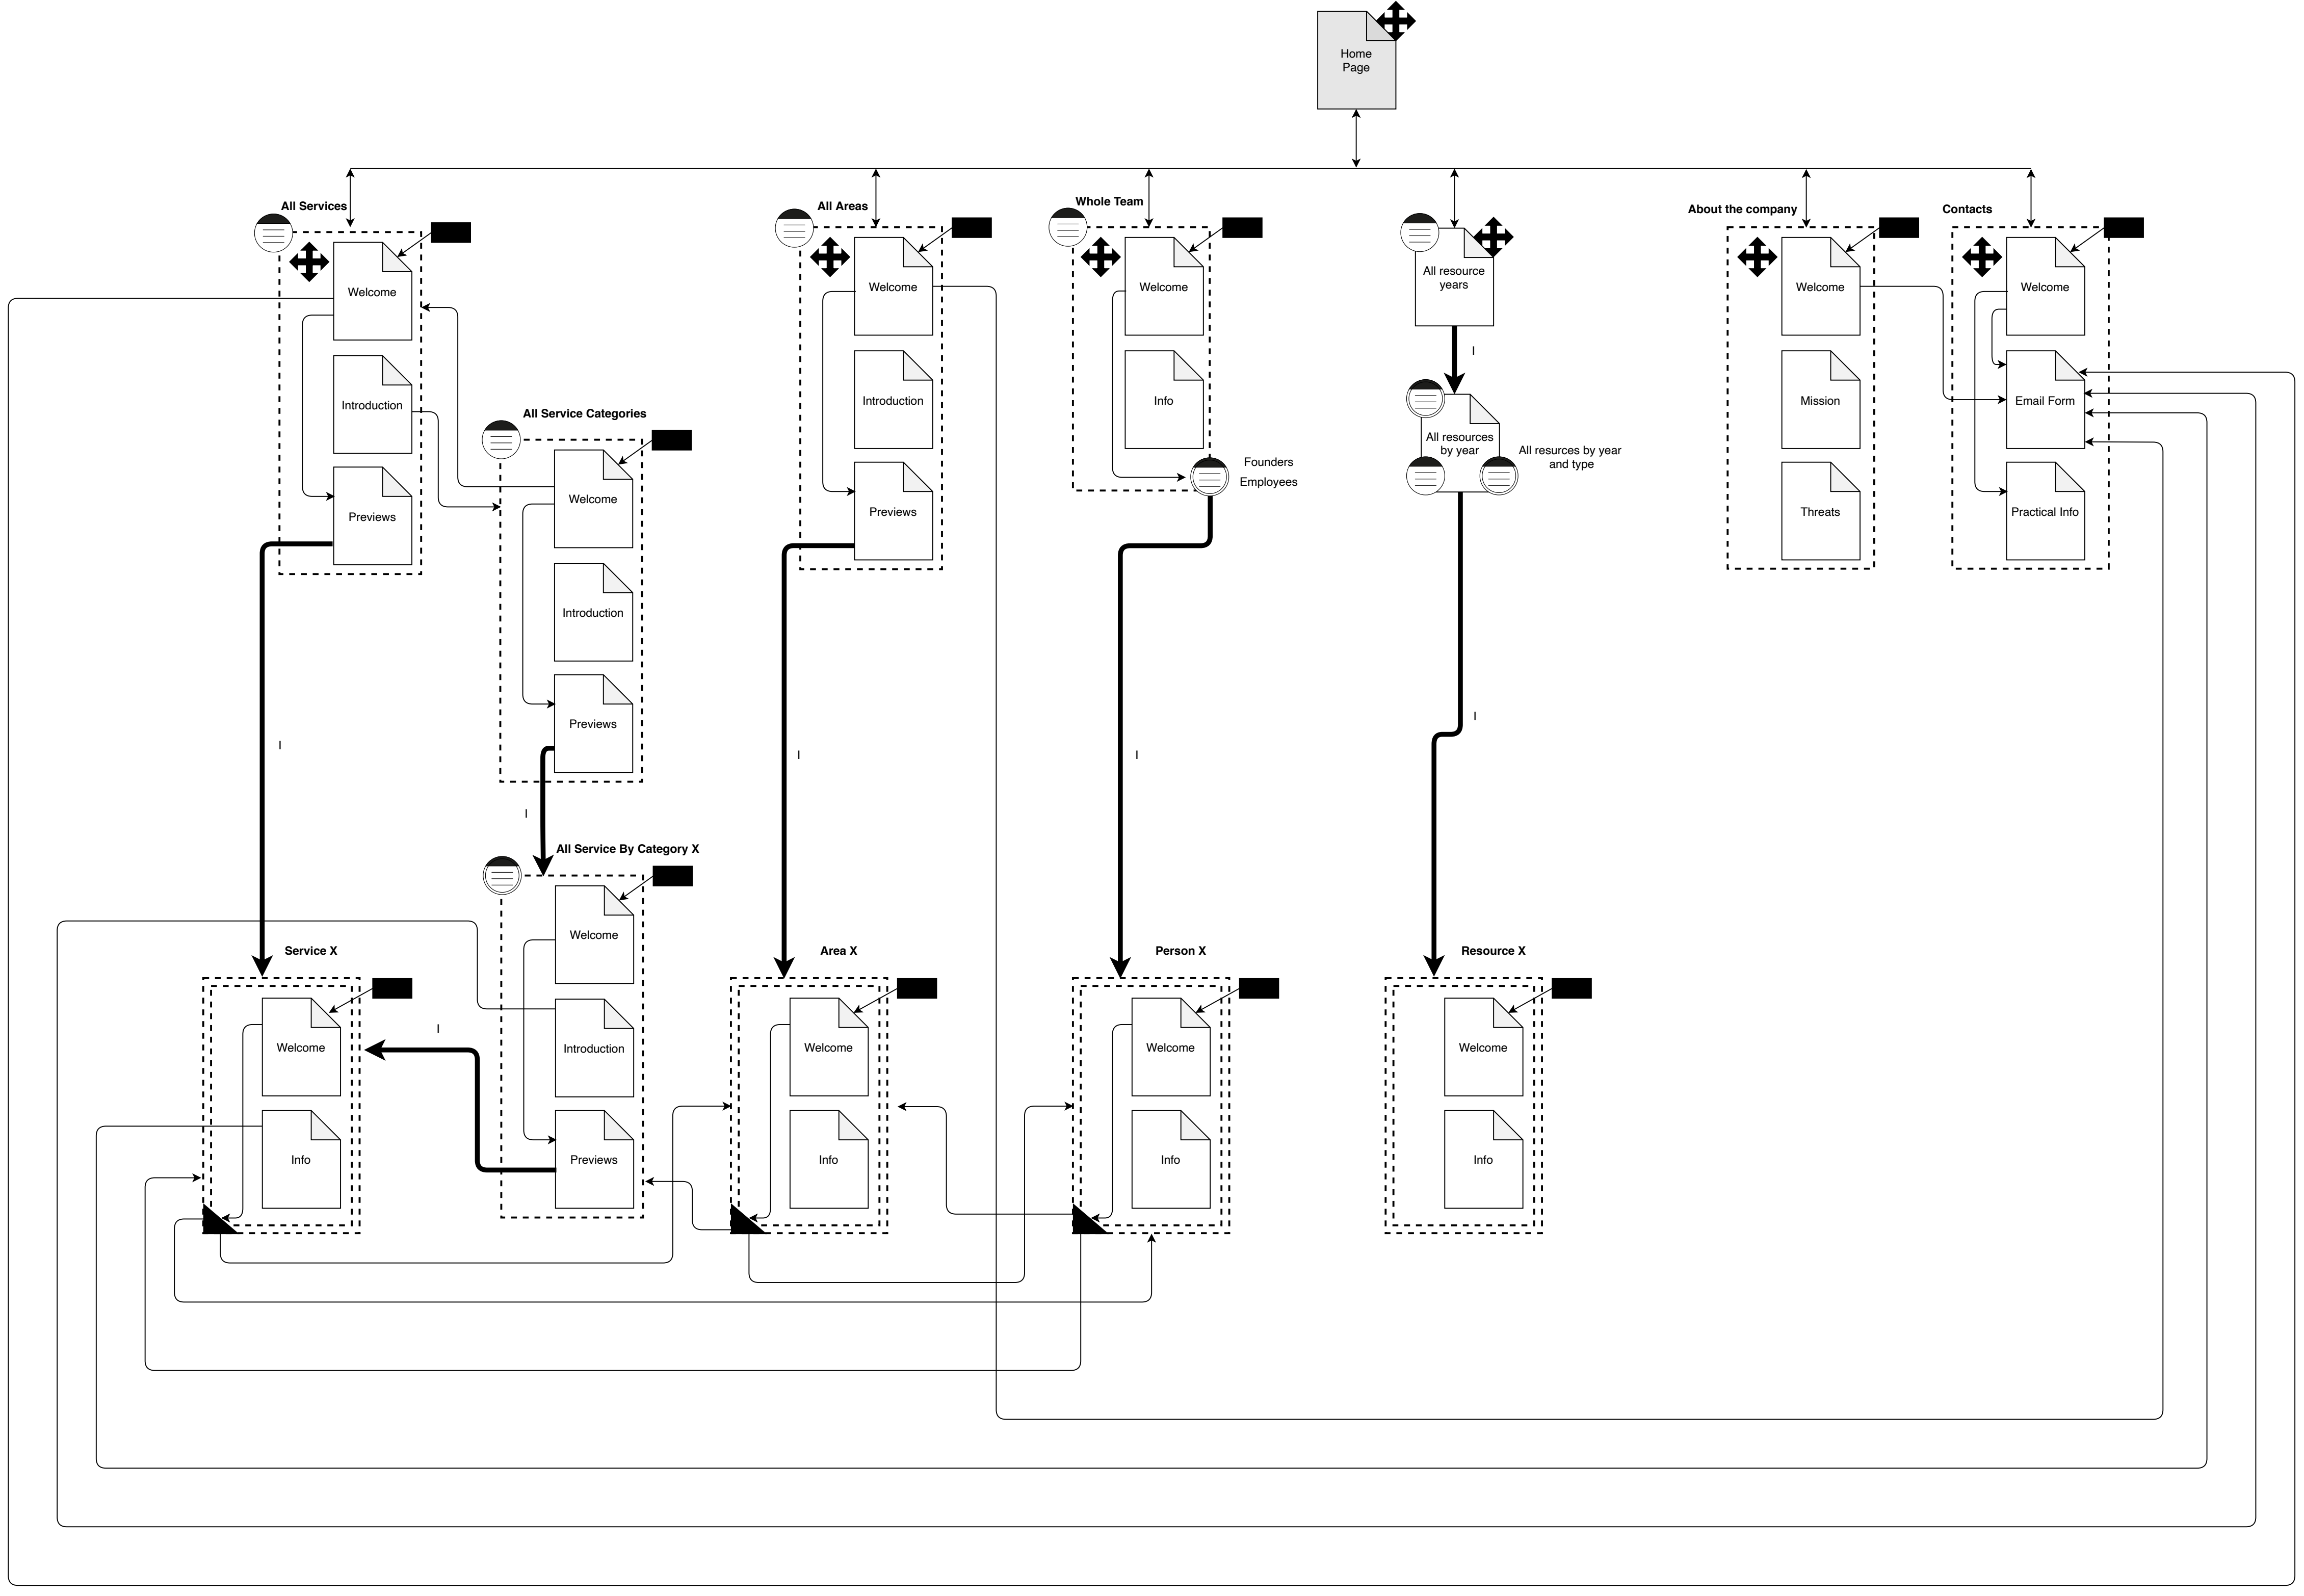 Home
Page
All Services
All Areas
Whole Team
About the company
Contacts
Welcome
Introduction
Previews
I
All Service Categories
Welcome
Introduction
Previews
I
All Service By Category X
Welcome
Introduction
Previews
I
Welcome
Introduction
Previews
I
Welcome
Info
Founders
Employees
I
All resource
years
I
All resources
by year
All resurces by year
and type
I
Welcome
Mission
Threats
Welcome
Email Form
Practical Info
Service X
Welcome
Info
Area X
Welcome
Info
Person X
Welcome
Info
Resource X
Welcome
Info